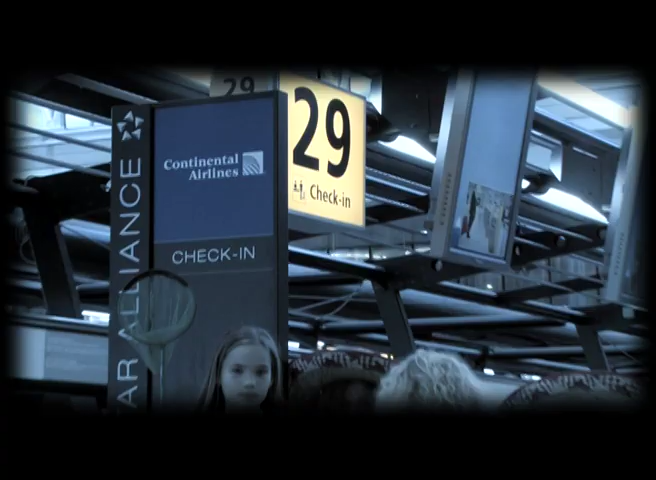 29
29
Check-in
Continental
Airlines
CHECK-IN
AR ALLIANCE